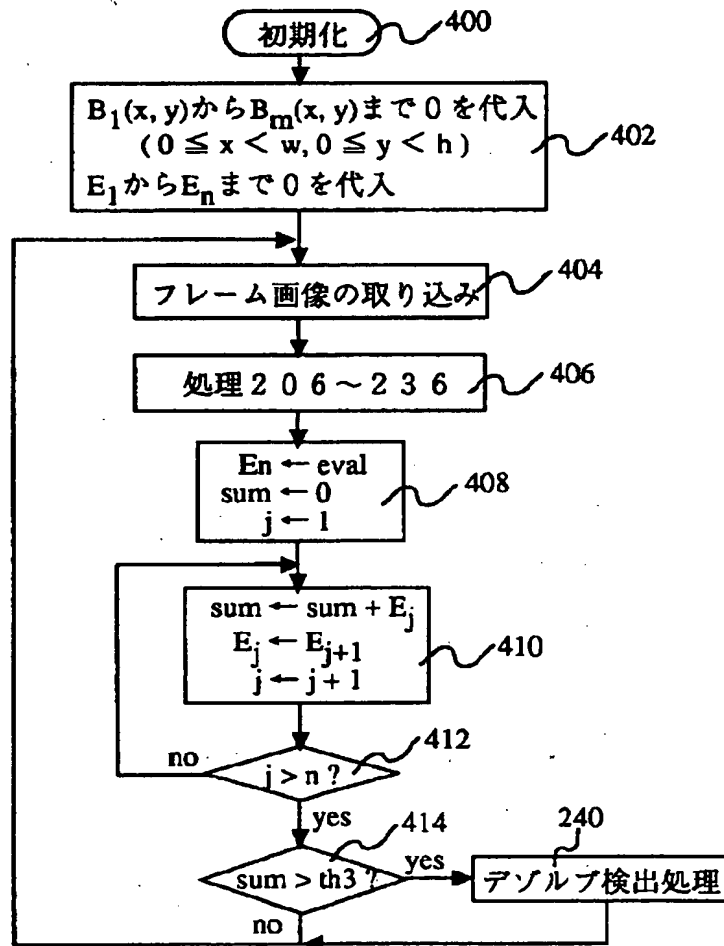 初期化
400
B1(x, y)からBm(x, y)まで0を代入
(0 ≦ x < w, 0 ≦ y < h)
E1からEnまで0を代入
402
フレーム画像の取り込み
404
処理206～236
406
En ← eval
sum ← 0
j ← 1
408
sum ← sum + Ej
Ej ← Ej+1
j ← j + 1
410
412
no
j > n ?
yes
414
240
sum > th3 ?
yes
デゾルブ検出処理
no